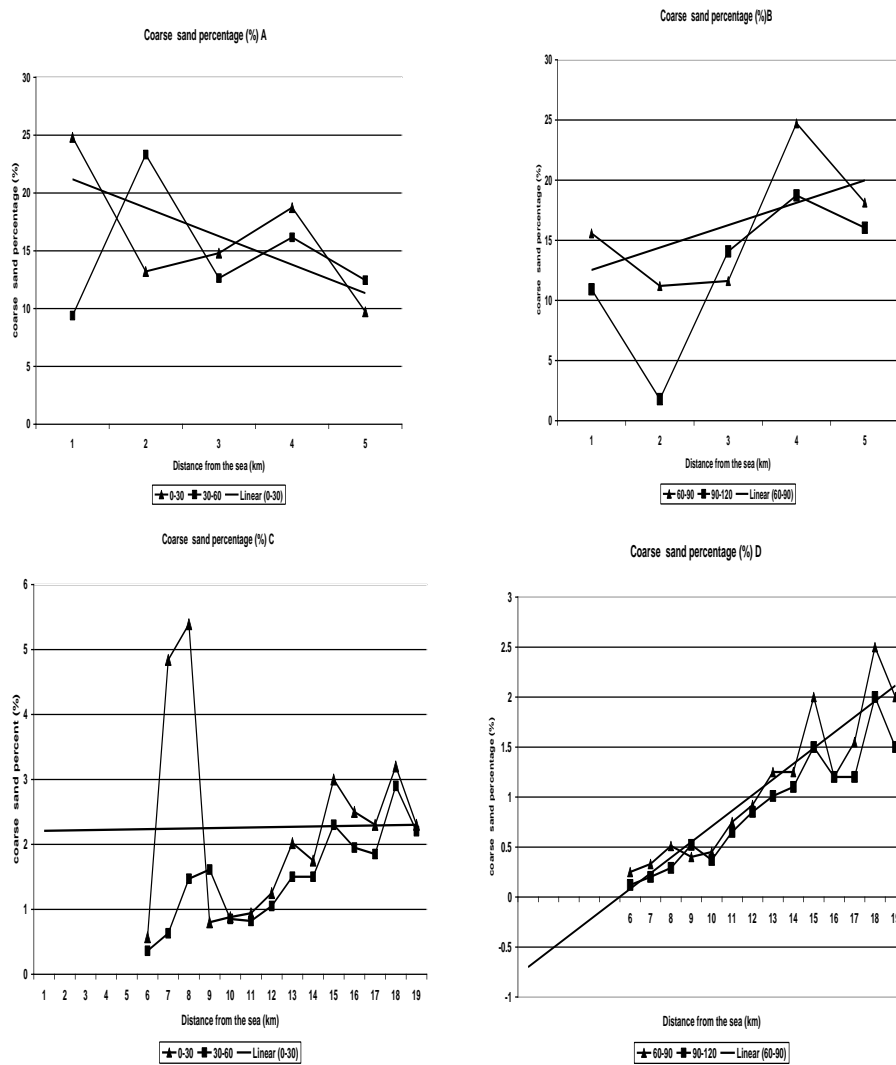 Coarse sand percentage (%) A
30
25
20
15
10
5
0
coarse sand percentage (%)
1 2 3 4 5
Distance from the sea (km)
0-30 30-60 Linear (0-30)
Coarse sand percentage (%)B
30
25
20
15
10
5
0
coarse sand percentage (%)
1 2 3 4 5
Distance from the sea (km)
60-90 90-120 Linear (60-90)
Coarse sand percentage (%) C
6
5
4
3
2
1
0
coarse sand percent (%)
1 2 3 4 5 6 7 8 9 10 11 12 13 14 15 16 17 18 19
Distance from the sea (km)
0-30 30-60 Linear (0-30)
Coarse sand percentage (%) D
3
2.5
2
1.5
1
0.5
0
-0.5
-1
coarse sand percentage (%)
6 7 8 9 10 11 12 13 14 15 16 17 18
Distance from the sea (km)
60-90 90-120 Linear (60-90)